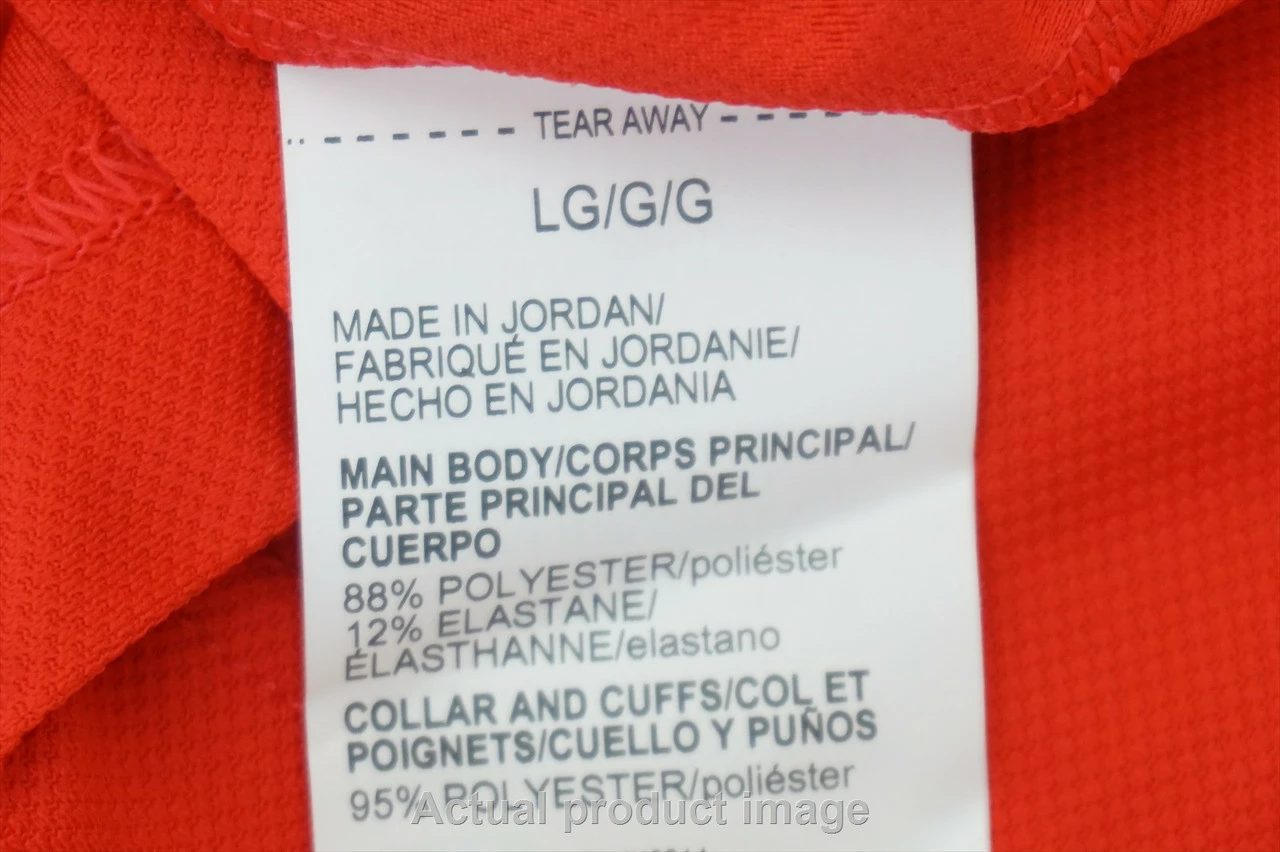 TEAR AWAY
LG/G/G
MADE IN JORDAN/
FABRIQUÉ EN JORDANIE/
HECHO EN JORDANIA
MAIN BODY/CORPS PRINCIPAL/
PARTE PRINCIPAL DEL
CUERPO
88% POLYESTER/poliéster
12% ELASTANE/
ÉLASTHANNE/elastano
COLLAR AND CUFFS/COL ET
POIGNETS/CUELLO Y PUÑOS
95% POLYESTER/poliéster
Actual product image